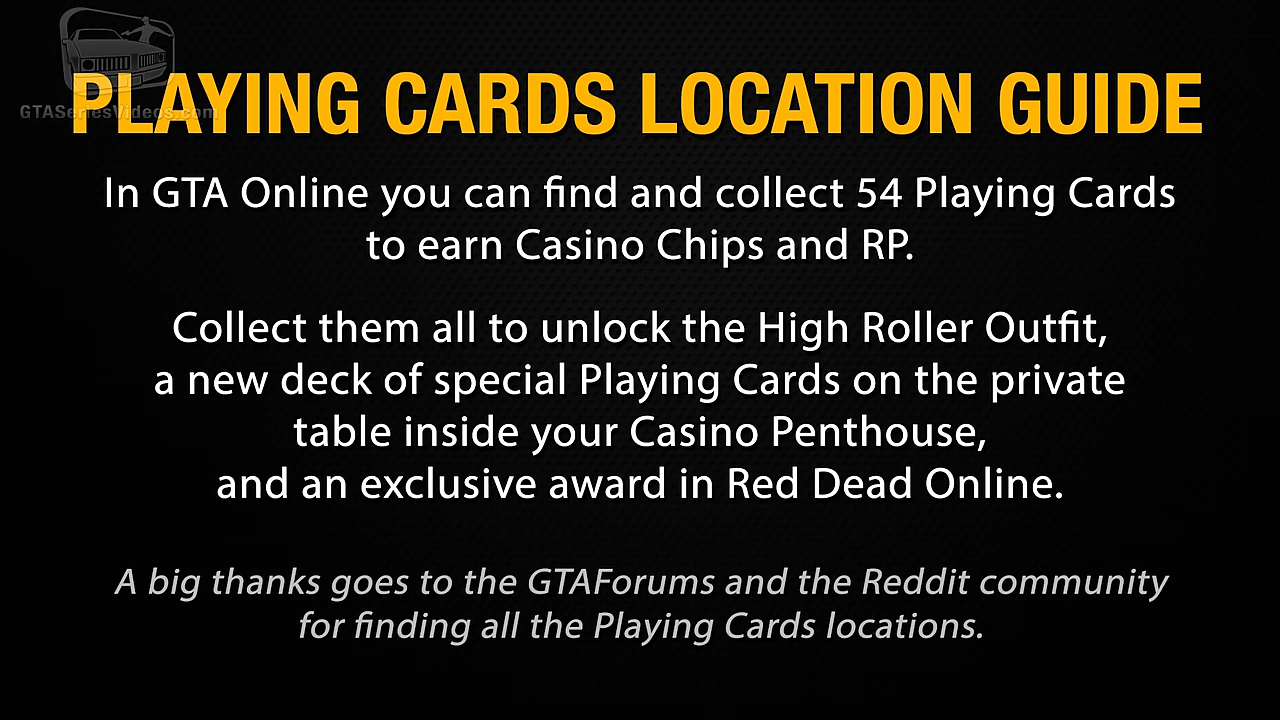 GTASeriesVideos.com
PLAYING CARDS LOCATION GUIDE
In GTA Online you can find and collect 54 Playing Cards
to earn Casino Chips and RP.
Collect them all to unlock the High Roller Outfit,
a new deck of special Playing Cards on the private
table inside your Casino Penthouse,
and an exclusive award in Red Dead Online.
A big thanks goes to the GTAForums and the Reddit community
for finding all the Playing Cards locations.